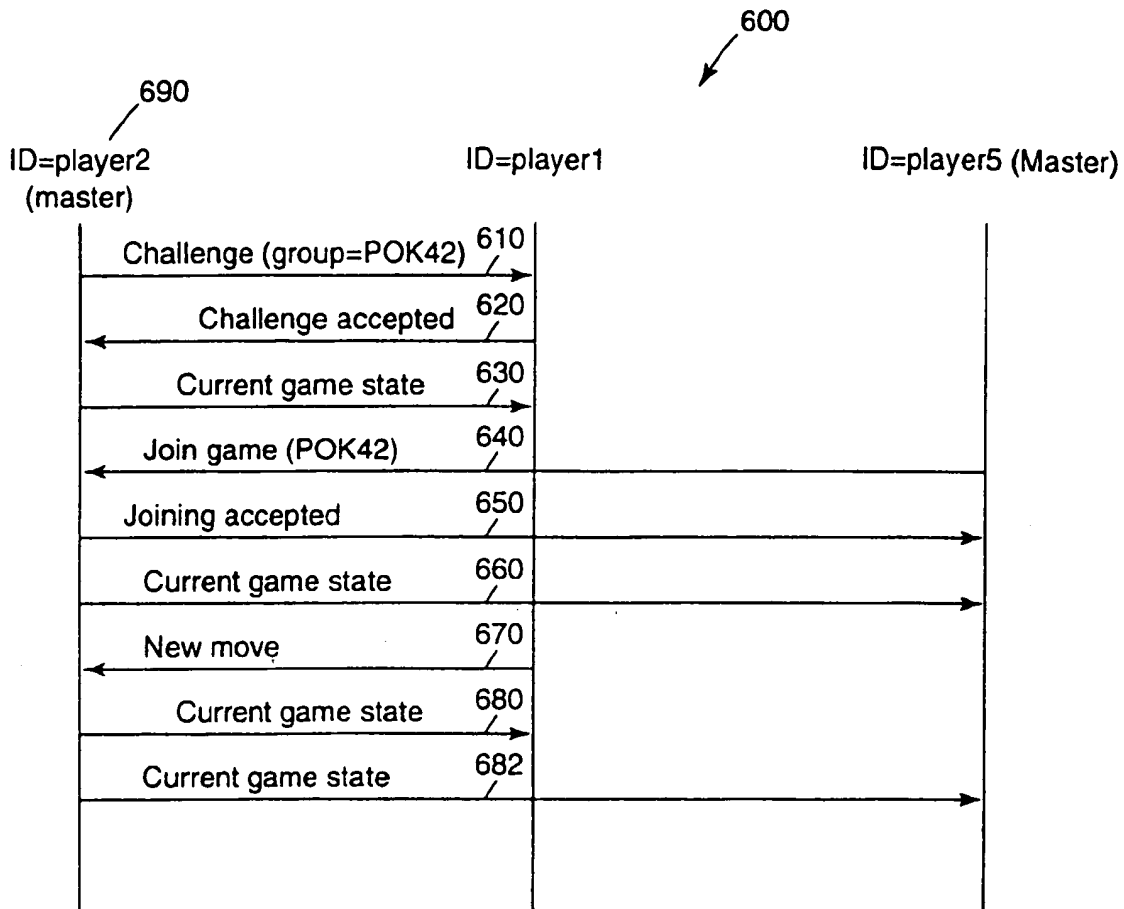 600
690
ID=player2
(master)
ID=player1
ID=player5 (Master)
Challenge (group=POK42) 610
Challenge accepted 620
Current game state 630
Join game (POK42) 640
Joining accepted 650
Current game state 660
New move 670
Current game state 680
Current game state 682